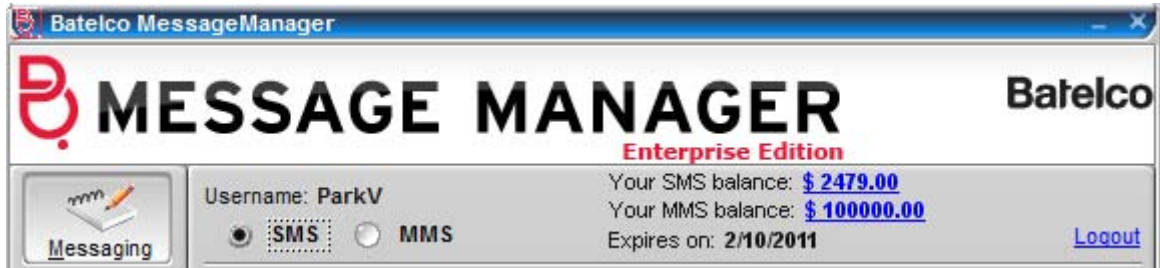 Batelco MessageManager
MESSAGE MANAGER
Batelco
Enterprise Edition
Messaging
Username: ParkV
SMS MMS
Your SMS balance: $ 2479.00
Your MMS balance: $ 100000.00
Expires on: 2/10/2011
Logout